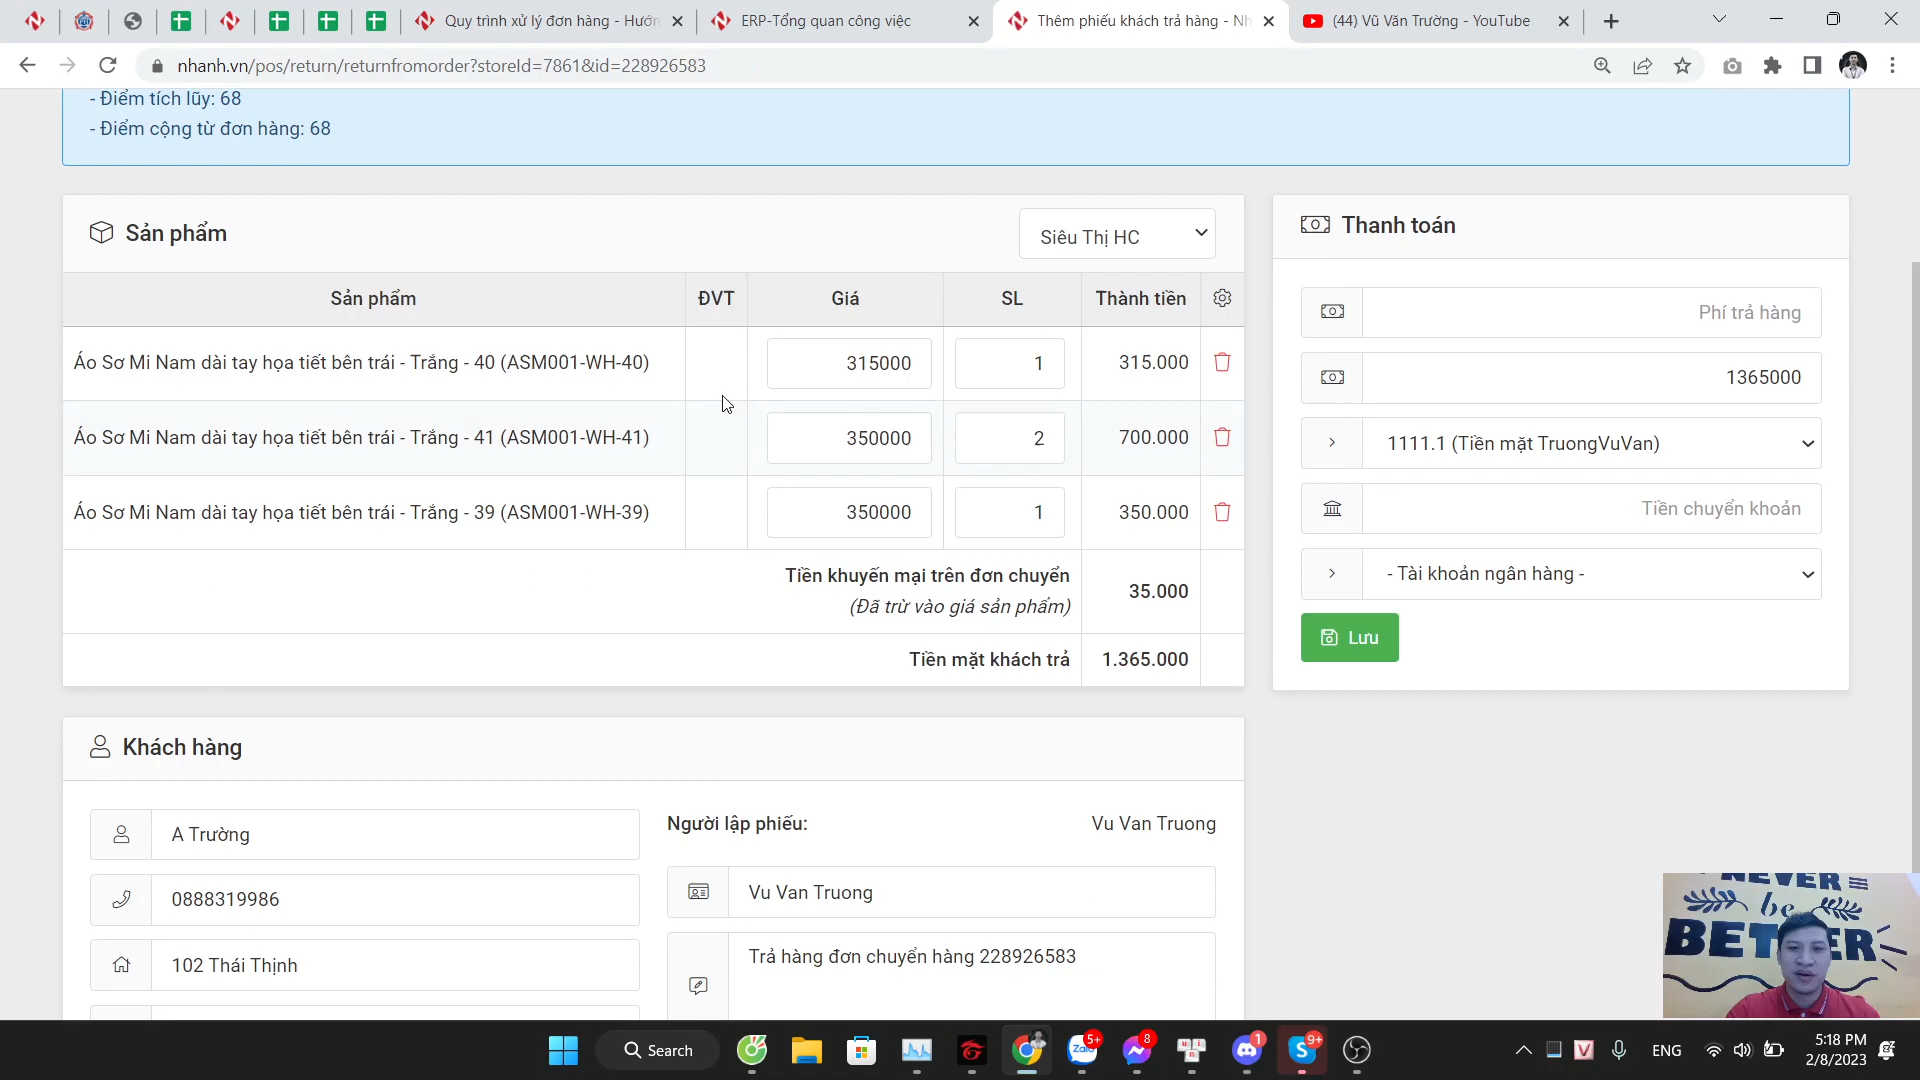 Quy trình xử lý đơn hàng - Hướn
ERP-Tổng quan công việc
Thêm phiếu khách trả hàng - Nh
(44) Vũ Văn Trường - YouTube
nhanh.vn/pos/return/returnfromorder?storeId=7861&id=228926583
- Điểm tích lũy: 68
- Điểm cộng từ đơn hàng: 68
Sản phẩm
Siêu Thị HC
Sản phẩm ĐVT Giá SL Thành tiền
Áo Sơ Mi Nam dài tay họa tiết bên trái - Trắng - 40 (ASM001-WH-40) 315000 1 315.000
Áo Sơ Mi Nam dài tay họa tiết bên trái - Trắng - 41 (ASM001-WH-41) 350000 2 700.000
Áo Sơ Mi Nam dài tay họa tiết bên trái - Trắng - 39 (ASM001-WH-39) 350000 1 350.000
Tiền khuyến mại trên đơn chuyển
(Đã trừ vào giá sản phẩm)
35.000
Tiền mặt khách trả 1.365.000
Thanh toán
Phí trả hàng
1365000
1111.1 (Tiền mặt TruongVuVan)
Tiền chuyển khoản
- Tài khoản ngân hàng -
Lưu
Khách hàng
A Trường
0888319986
102 Thái Thịnh
Người lập phiếu: Vu Van Truong
Vu Van Truong
Trả hàng đơn chuyển hàng 228926583
NEVER
be
BETTER
Search
Zalo
5+
8
1
9+
ENG
5:18 PM
2/8/2023